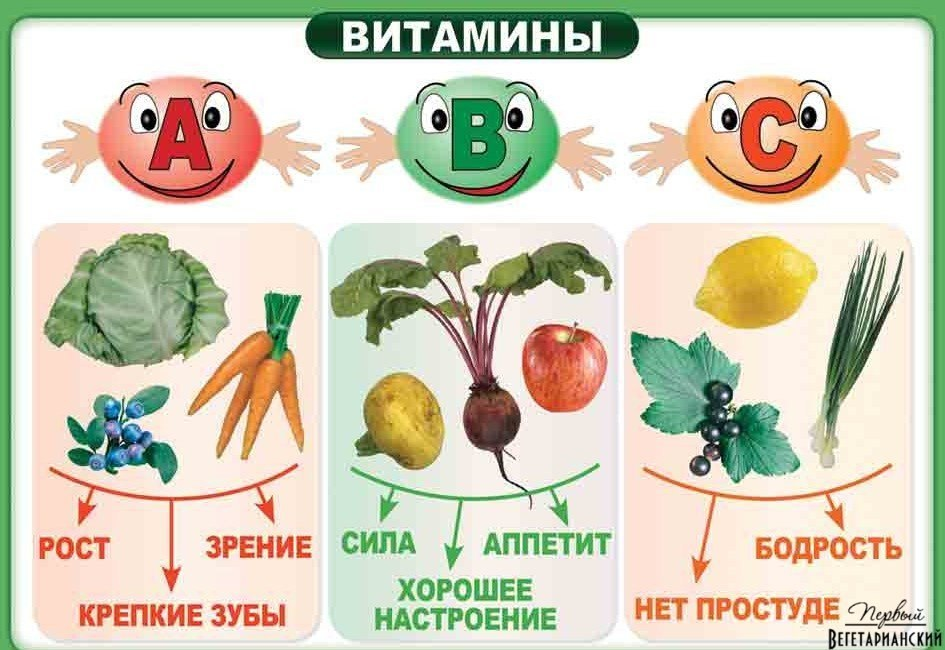 ВИТАМИНЫ
А
В
С
РОСТ
ЗРЕНИЕ
КРЕПКИЕ ЗУБЫ
СИЛА
АППЕТИТ
ХОРОШЕЕ
НАСТРОЕНИЕ
БОДРОСТЬ
НЕТ ПРОСТУДЕ
Первый
ВЕГЕТАРИАНСКИЙ